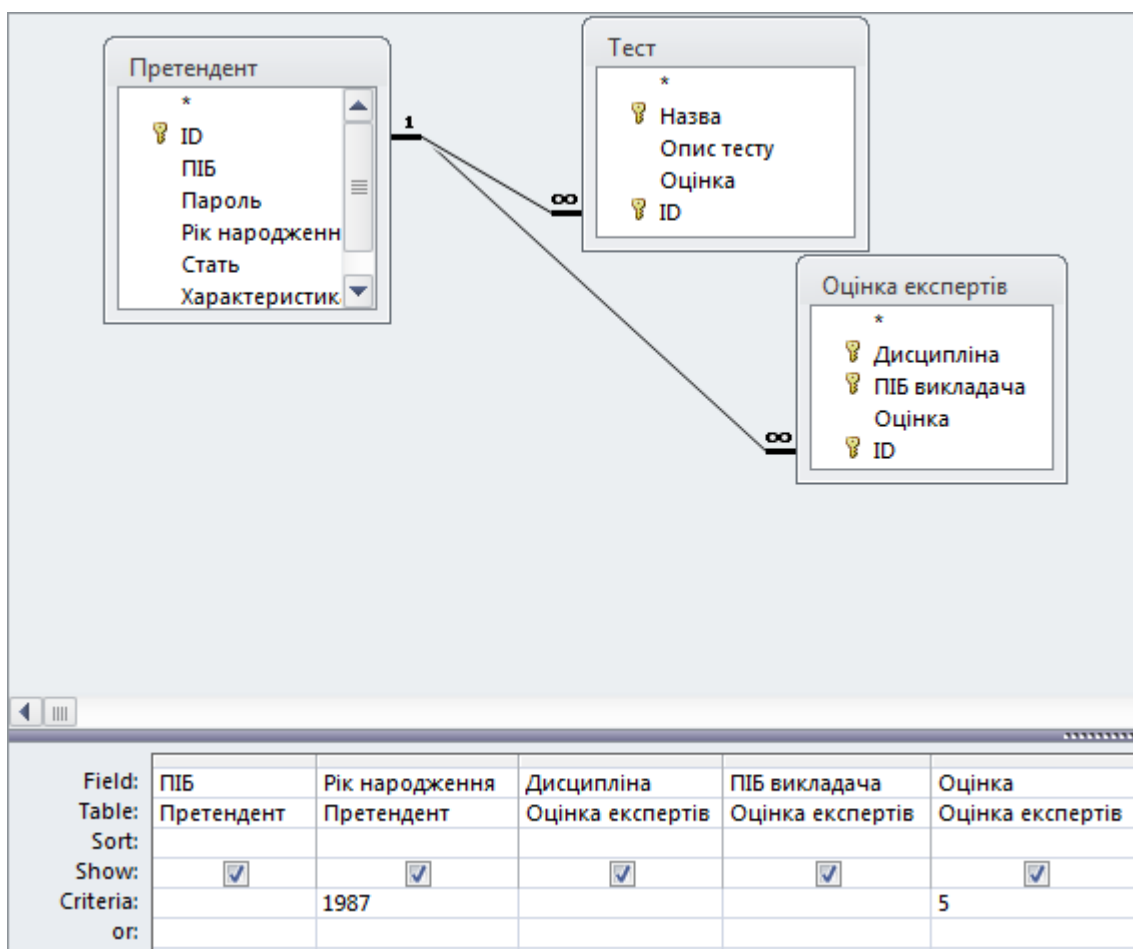 Претендент
*
ID
ПІБ
Пароль
Рік народженн
Стать
Характеристик
1
∞
∞
Тест
*
Назва
Опис тесту
Оцінка
ID
Оцінка експертів
*
Дисципліна
ПІБ викладача
Оцінка
ID
Field: ПІБ Рік народження Дисципліна ПІБ викладача Оцінка
Table: Претендент Претендент Оцінка експертів Оцінка експертів Оцінка експертів
Sort:
Show:
Criteria: 1987 5
or: